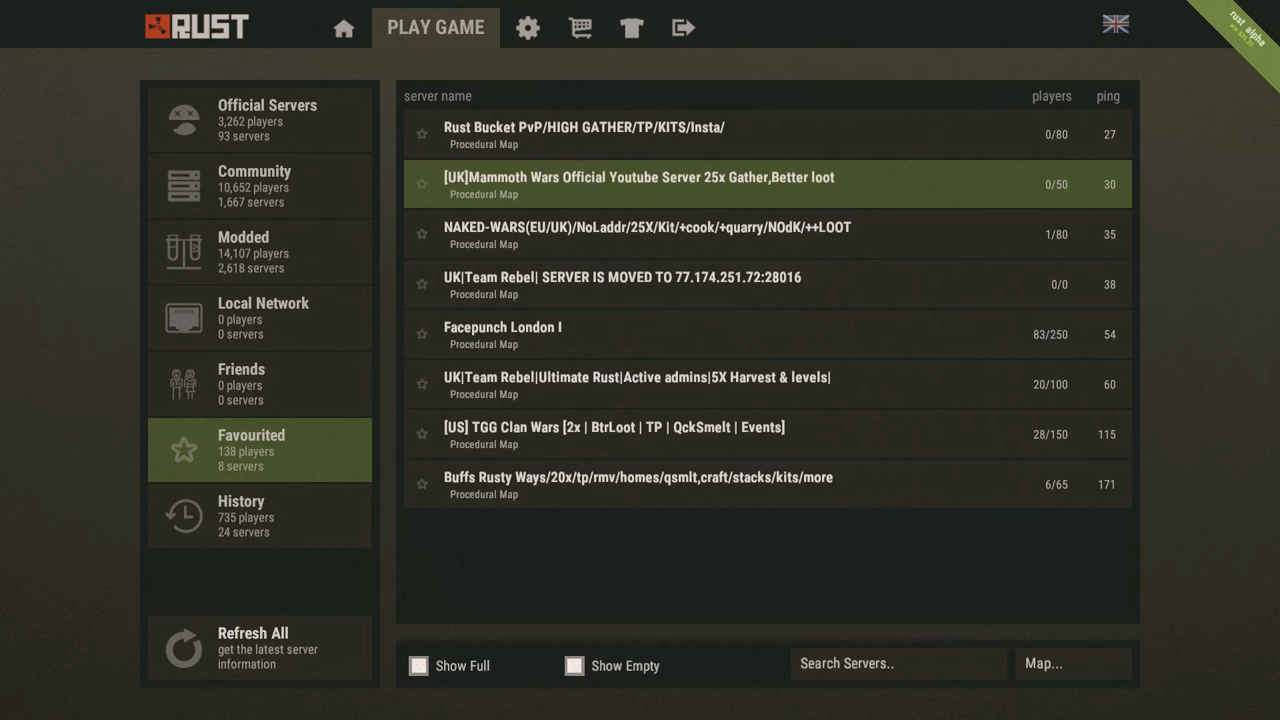 RUST
PLAY GAME
rust alpha
Official Servers
3,262 players
93 servers
Community
10,652 players
1,667 servers
Modded
14,107 players
2,618 servers
Local Network
0 players
0 servers
Friends
0 players
0 servers
Favourited
138 players
8 servers
History
735 players
24 servers
Refresh All
get the latest server
information
server name players ping
Rust Bucket PvP/HIGH GATHER/TP/KITS/Insta/ 0/80 27
Procedural Map
[UK]Mammoth Wars Official Youtube Server 25x Gather,Better loot 0/50 30
Procedural Map
NAKED-WARS(EU/UK)/NoLaddr/25X/Kit/+cook/+quarry/NOdK/++LOOT 1/80 35
Procedural Map
UK|Team Rebel| SERVER IS MOVED TO 77.174.251.72:28016 0/0 38
Procedural Map
Facepunch London I 83/250 54
Procedural Map
UK|Team Rebel|Ultimate Rust|Active admins|5X Harvest & levels| 20/100 60
Procedural Map
[US] TGG Clan Wars [2x | BtrLoot | TP | QckSmelt | Events] 28/150 115
Procedural Map
Buffs Rusty Ways/20x/tp/rmv/homes/qsmlt,craft/stacks/kits/more 6/65 171
Procedural Map
Show Full Show Empty Search Servers.. Map...